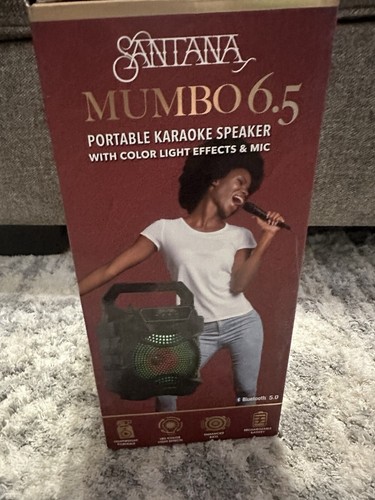 SANTANA
MUMBO 6.5
PORTABLE KARAOKE SPEAKER
WITH COLOR LIGHT EFFECTS & MIC
Bluetooth 5.0